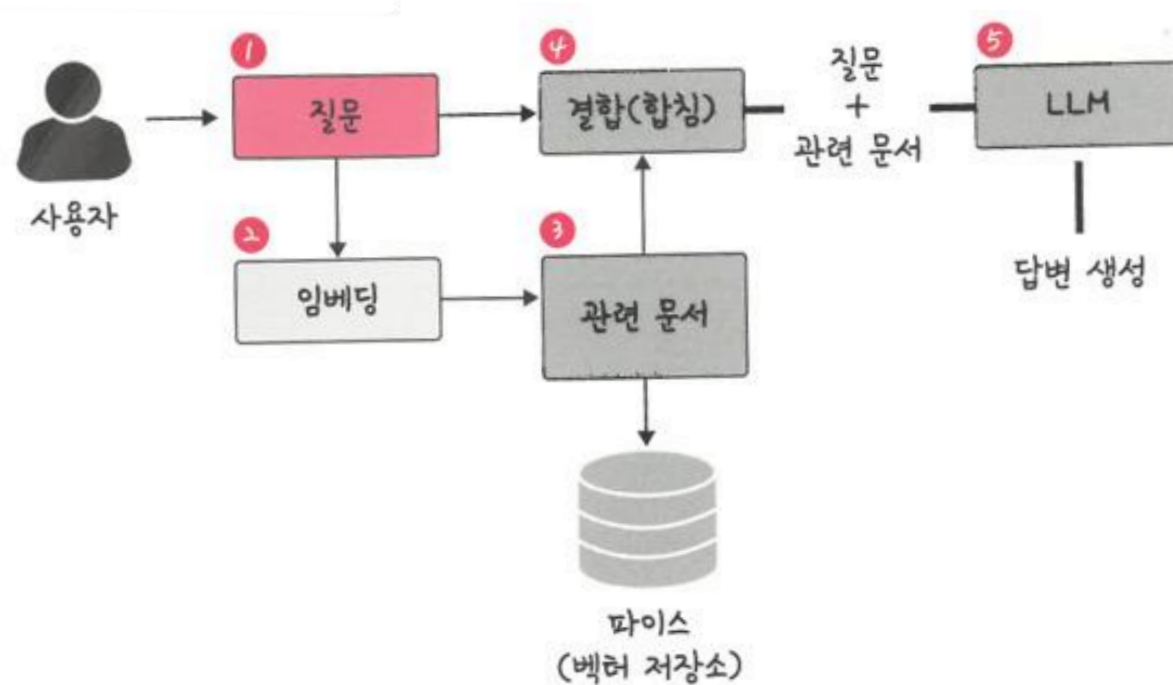 1
질문
4
결합(합침)
질문
+
관련 문서
5
LLM
사용자
2
임베딩
3
관련 문서
답변 생성
파이스
(벡터 저장소)